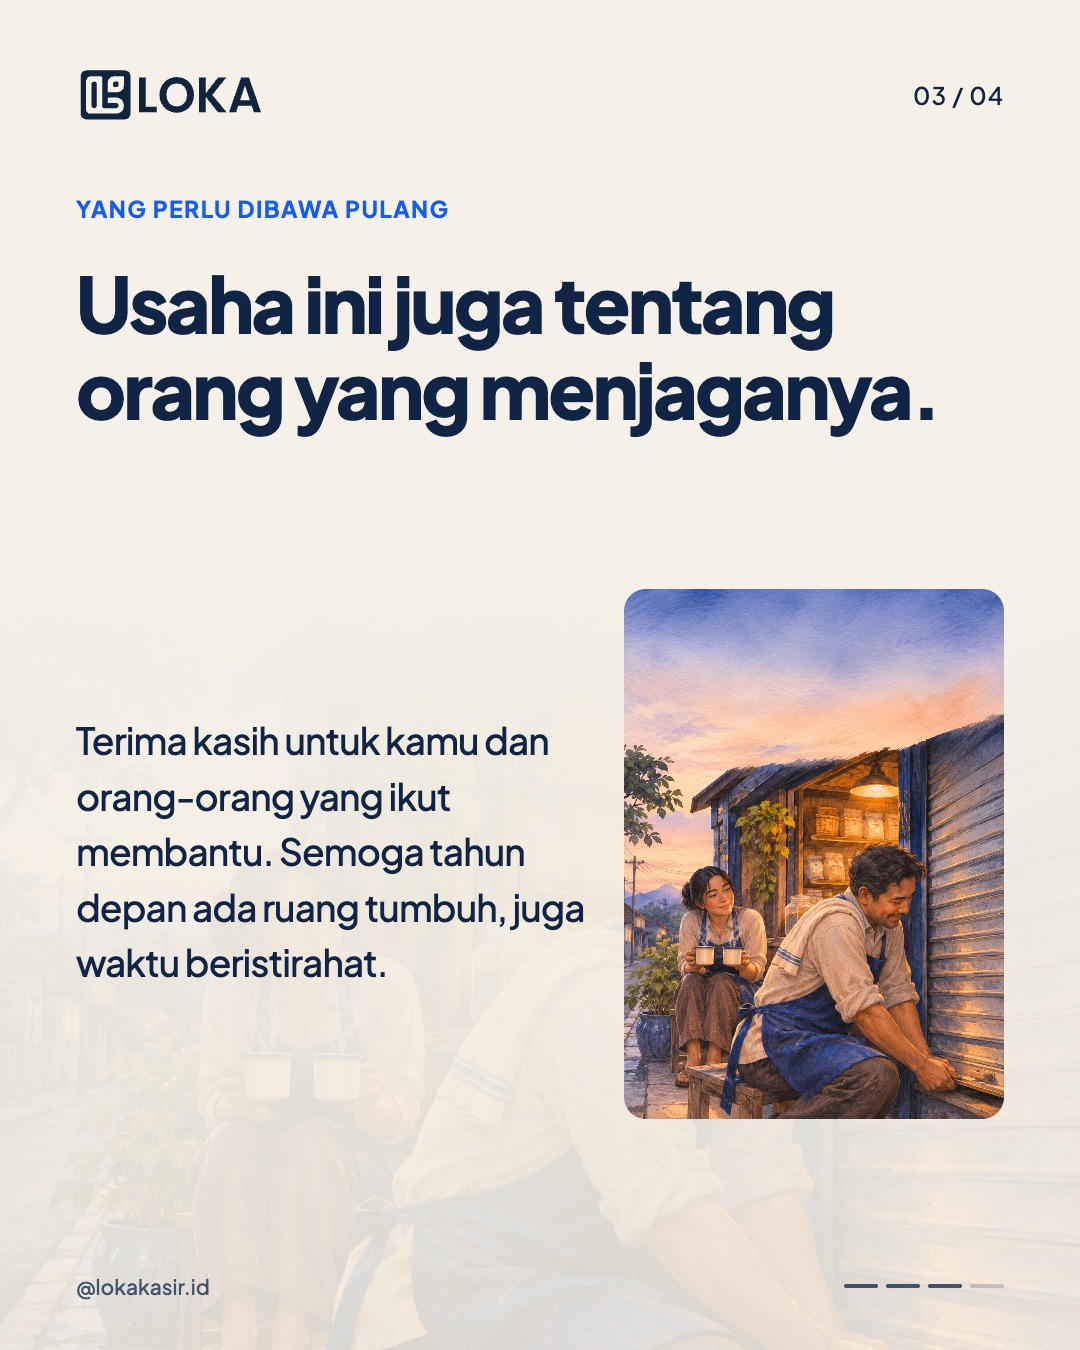 LOKA
03 / 04
YANG PERLU DIBAWA PULANG
Usaha ini juga tentang
orang yang menjaganya.
Terima kasih untuk kamu dan
orang-orang yang ikut
membantu. Semoga tahun
depan ada ruang tumbuh, juga
waktu beristirahat.
@lokakasir.id